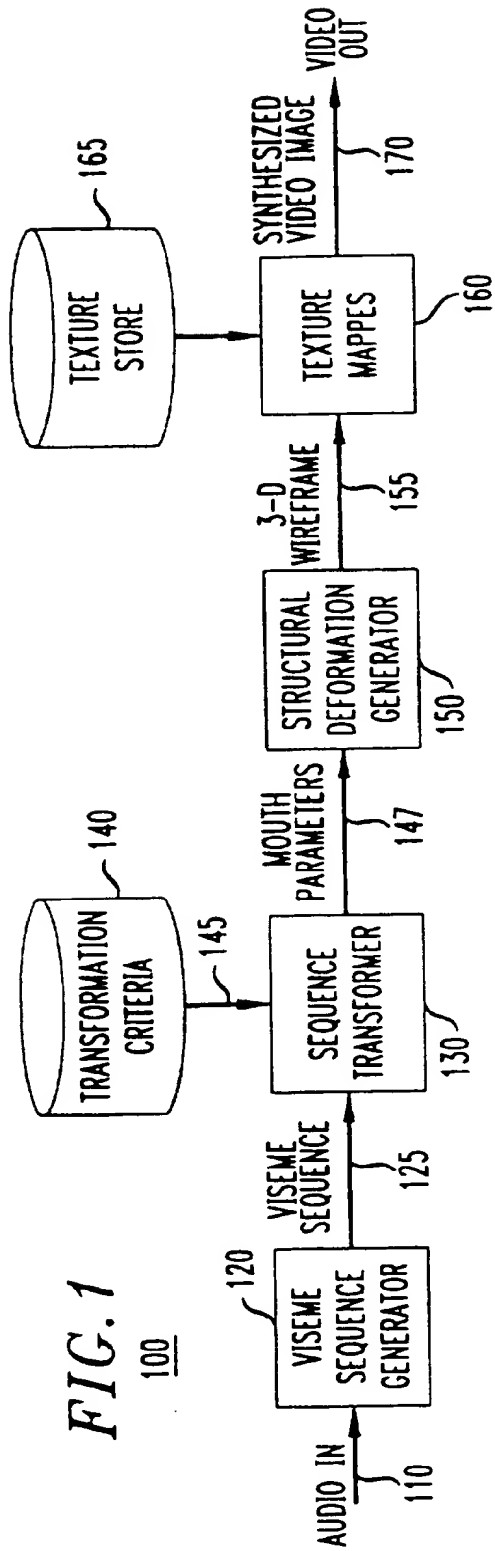 FIG. 1
100
AUDIO IN
110
VISEME
SEQUENCE
GENERATOR
120
VISEME
SEQUENCE
125
TRANSFORMATION
CRITERIA
140
145
SEQUENCE
TRANSFORMER
130
MOUTH
PARAMETERS
147
STRUCTURAL
DEFORMATION
GENERATOR
150
3-D
WIREFRAME
155
TEXTURE
STORE
165
TEXTURE
MAPPES
160
SYNTHESIZED
VIDEO IMAGE
170
VIDEO
OUT